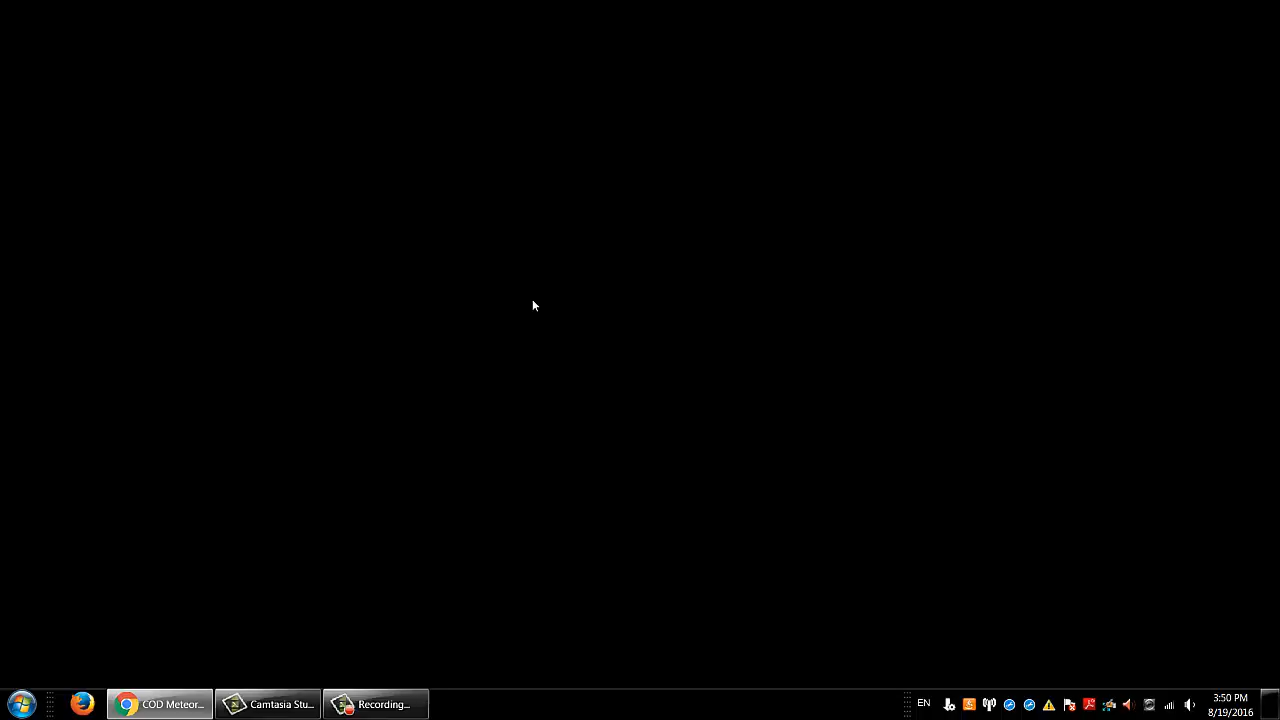 COD Meteor...
Camtasia Stu...
Recording...
EN
3:50 PM
8/19/2016